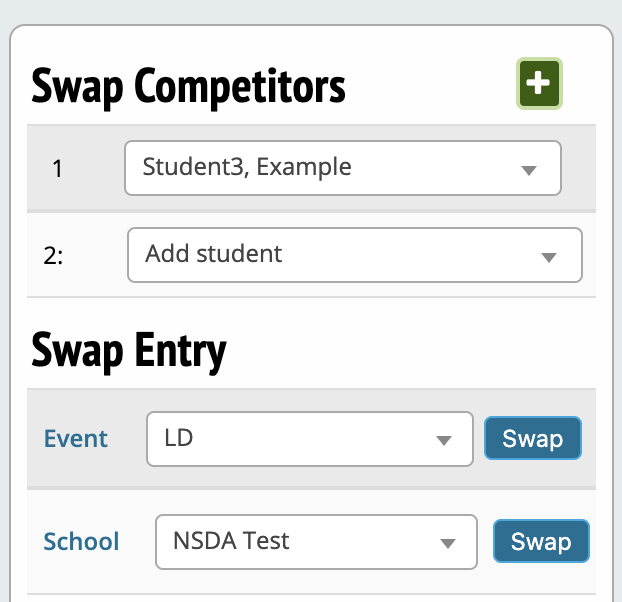 Swap Competitors
1 Student3, Example
2: Add student
Swap Entry
Event LD Swap
School NSDA Test Swap